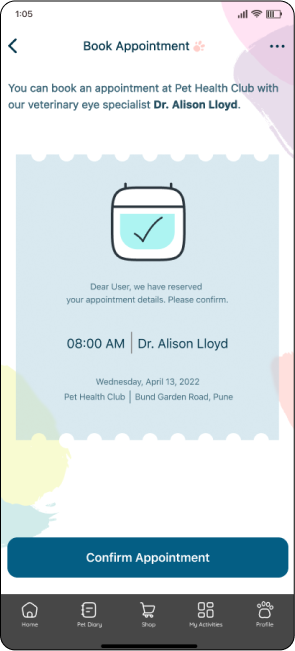 1:05
Book Appointment
You can book an appointment at Pet Health Club with
our veterinary eye specialist Dr. Alison Lloyd.
Dear User, we have reserved
your appointment details. Please confirm.
08:00 AM | Dr. Alison Lloyd
Wednesday, April 13, 2022
Pet Health Club | Bund Garden Road, Pune
Confirm Appointment
Home Pet Diary Shop My Activities Profile